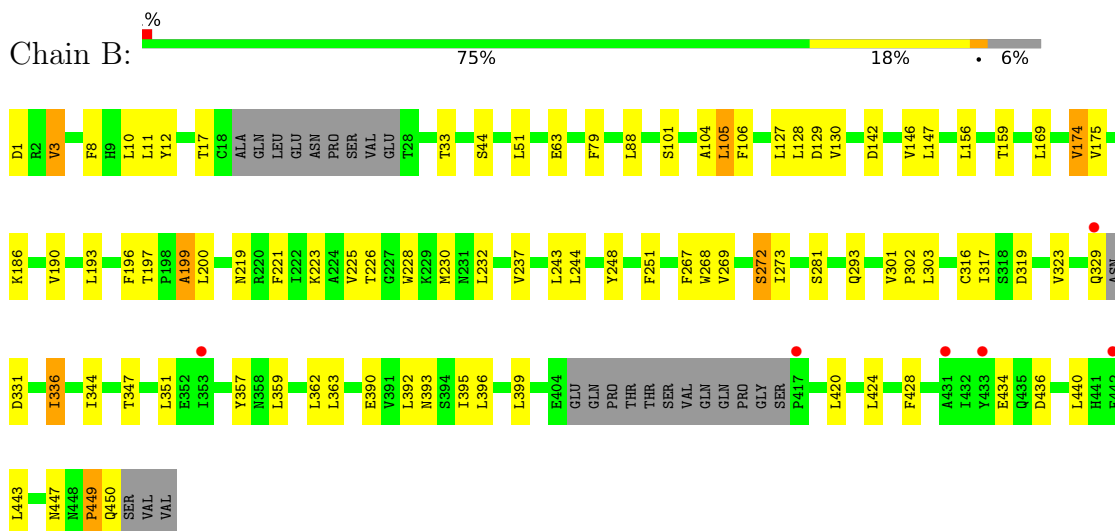 %
Chain B:
75% 18% • 6%
D1 R2 V3 F8 H9 L10 L11 Y12 T17 C18 ALA GLN LEU GLU ASN PRO SER VAL GLU T28 T33 S44 L51 E63 F79 L88 S101 A104 L105 F106 L127 L128 D129 V130 D142 V146 L147 L156 T159 L169 V174 V175
K186 V190 L193 F196 T197 P198 A199 L200 N219 R220 F221 I222 K223 A224 V225 T226 G227 W228 K229 M230 N231 L232 V237 L243 L244 Y248 F251 F267 W268 V269 S272 I273 S281 Q293 V301 P302 L303 C316 I317 S318 D319 V323 Q329 ASN
D331 I336 I344 T347 L351 E352 I353 Y357 N358 L359 L362 L363 E390 V391 L392 N393 S394 I395 L396 L399 E404 GLU GLN PRO THR THR SER VAL GLN GLN PRO GLY SER P417 L420 L424 F428 A431 I432 Y433 E434 Q435 D436 L440 H441 E442
L443 N447 N448 P449 Q450 SER VAL VAL